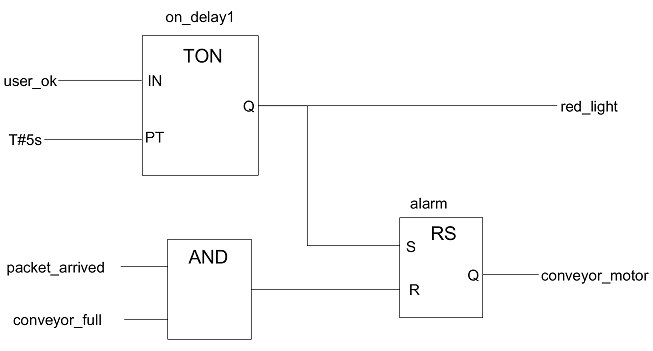 on_delay1
TON
user_ok
IN
Q
red_light
T#5s
PT
alarm
RS
S
AND
packet_arrived
Q
conveyor_motor
R
conveyor_full